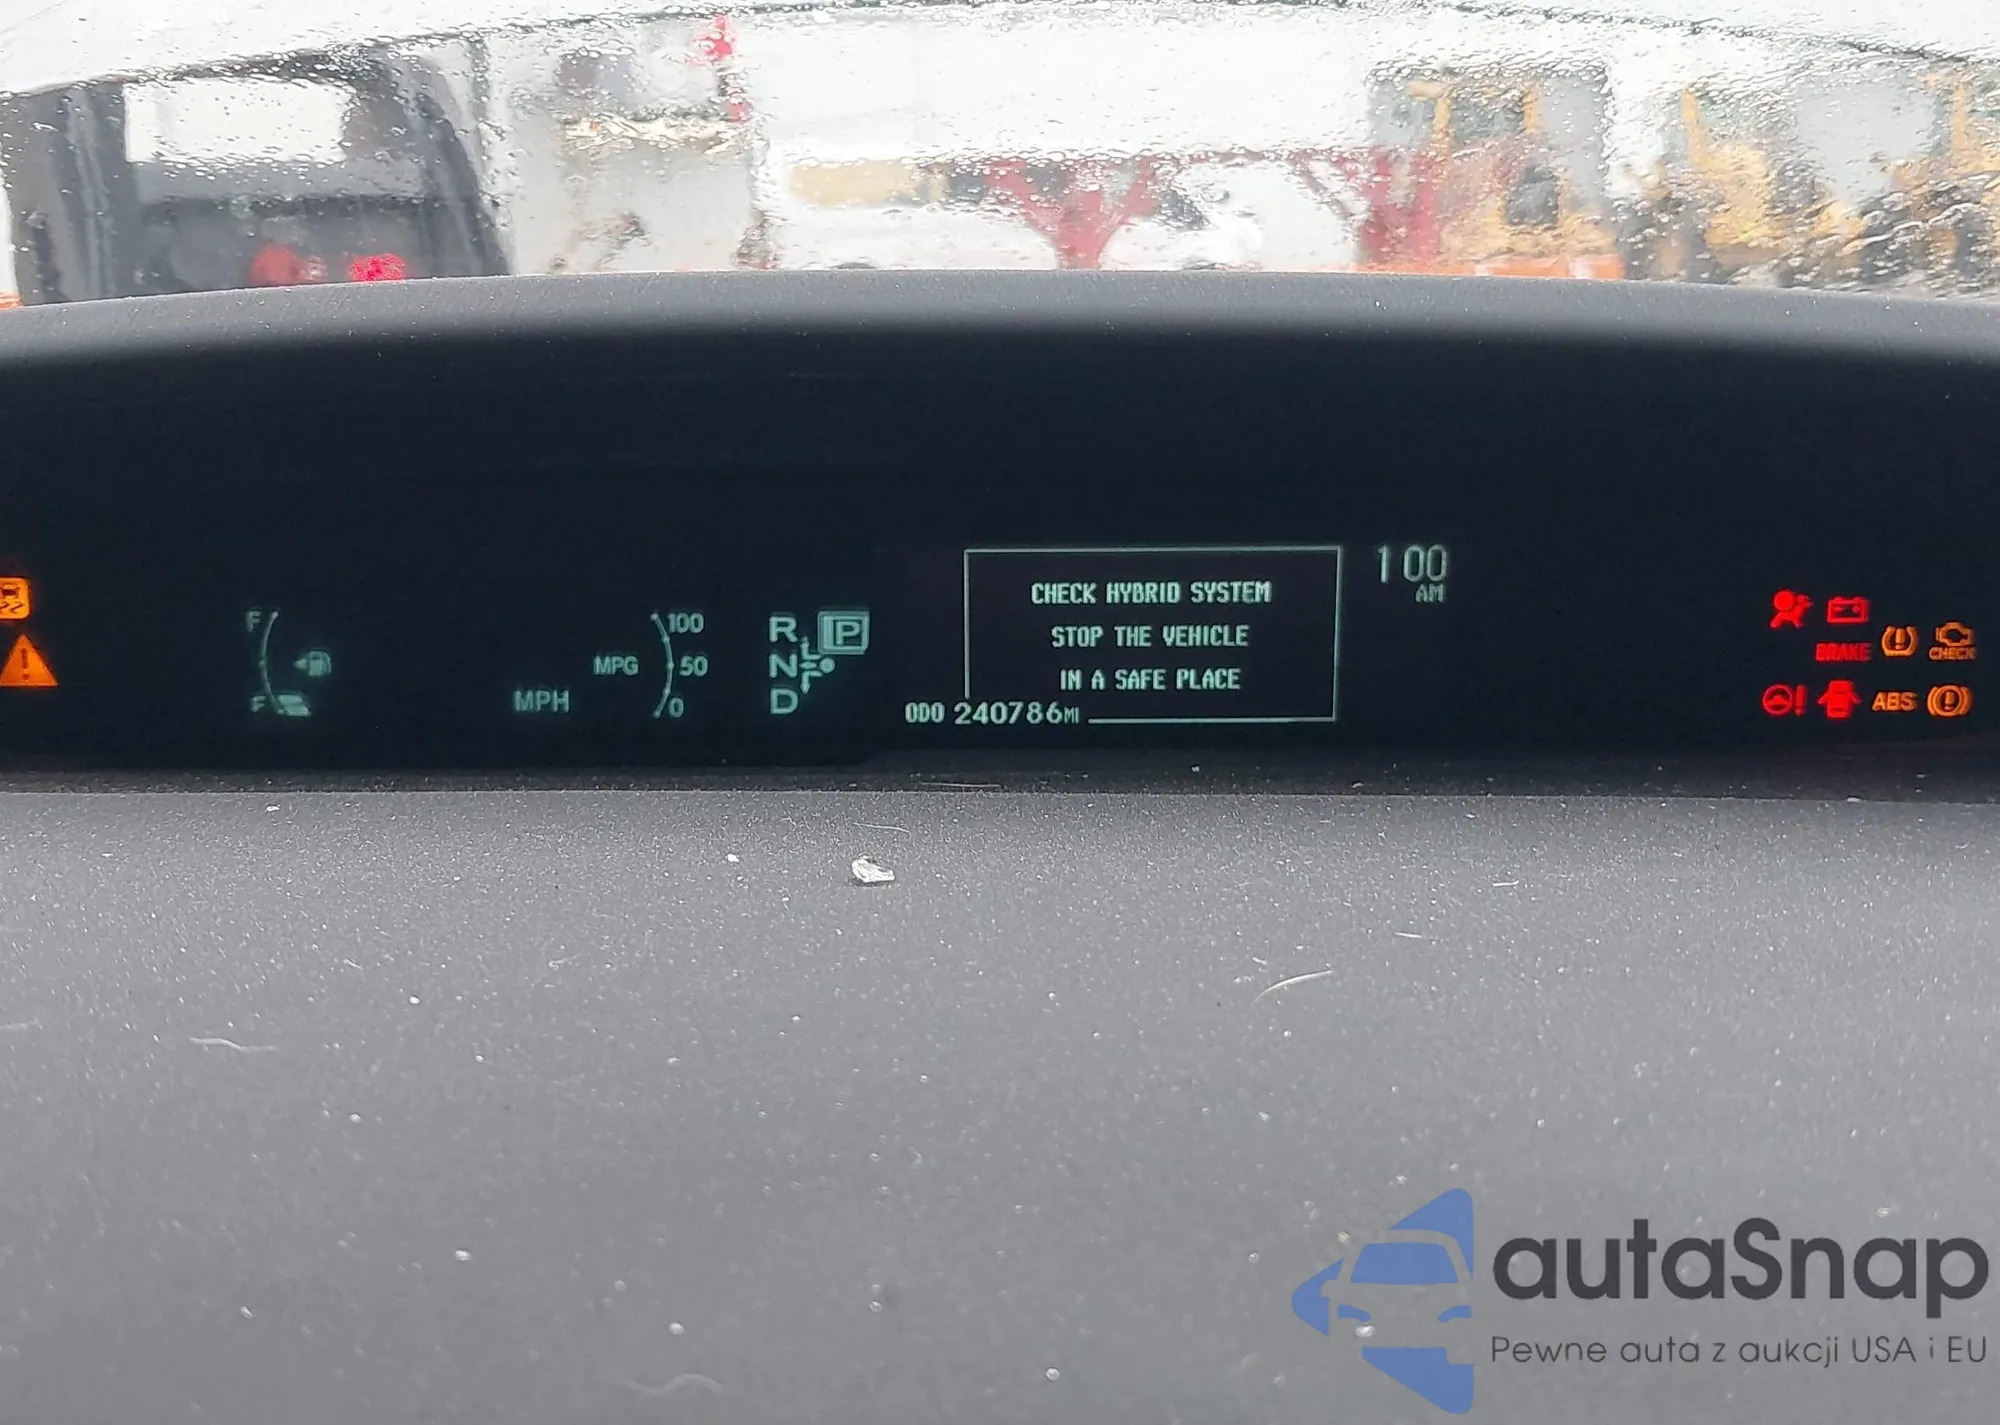 F
F
MPH
MPG
100
50
0
R
P
N
D
CHECK HYBRID SYSTEM
STOP THE VEHICLE
IN A SAFE PLACE
ODO 240786MI
1 00
AM
BRAKE
CHECK
ABS
autaSnap
Pewne auta z aukcji USA i EU